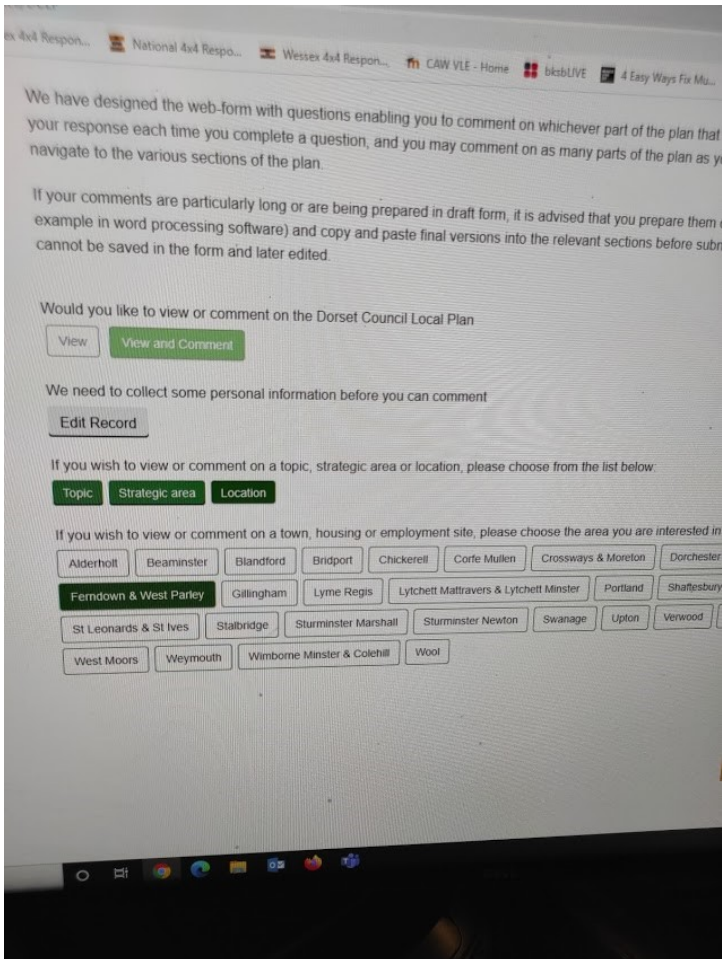 4x4 Respon...
National 4x4 Respo...
Wessex 4x4 Respon...
CAW VLE - Home
bksbLIVE
4 Easy Ways Fix Mu...
We have designed the web-form with questions enabling you to comment on whichever part of the plan that
your response each time you complete a question, and you may comment on as many parts of the plan as
navigate to the various sections of the plan.
If your comments are particularly long or are being prepared in draft form, it is advised that you prepare them
example in word processing software) and copy and paste final versions into the relevant sections before
cannot be saved in the form and later edited.
Would you like to view or comment on the Dorset Council Local Plan
View View and Comment
We need to collect some personal information before you can comment
Edit Record
If you wish to view or comment on a topic, strategic area or location, please choose from the list below:
Topic Strategic area Location
If you wish to view or comment on a town, housing or employment site, please choose the area you are interested in
Alderholt Beaminster Blandford Bridport Chickerell Corfe Mullen Crossways & Moreton Dorchester
Ferndown & West Parley Gillingham Lyme Regis Lytchett Mattravers & Lytchett Minster Portland Shaftesbury
St Leonards & St Ives Stalbridge Sturminster Marshall Sturminster Newton Swanage Upton Verwood
West Moors Weymouth Wimborne Minster & Colehill Wool